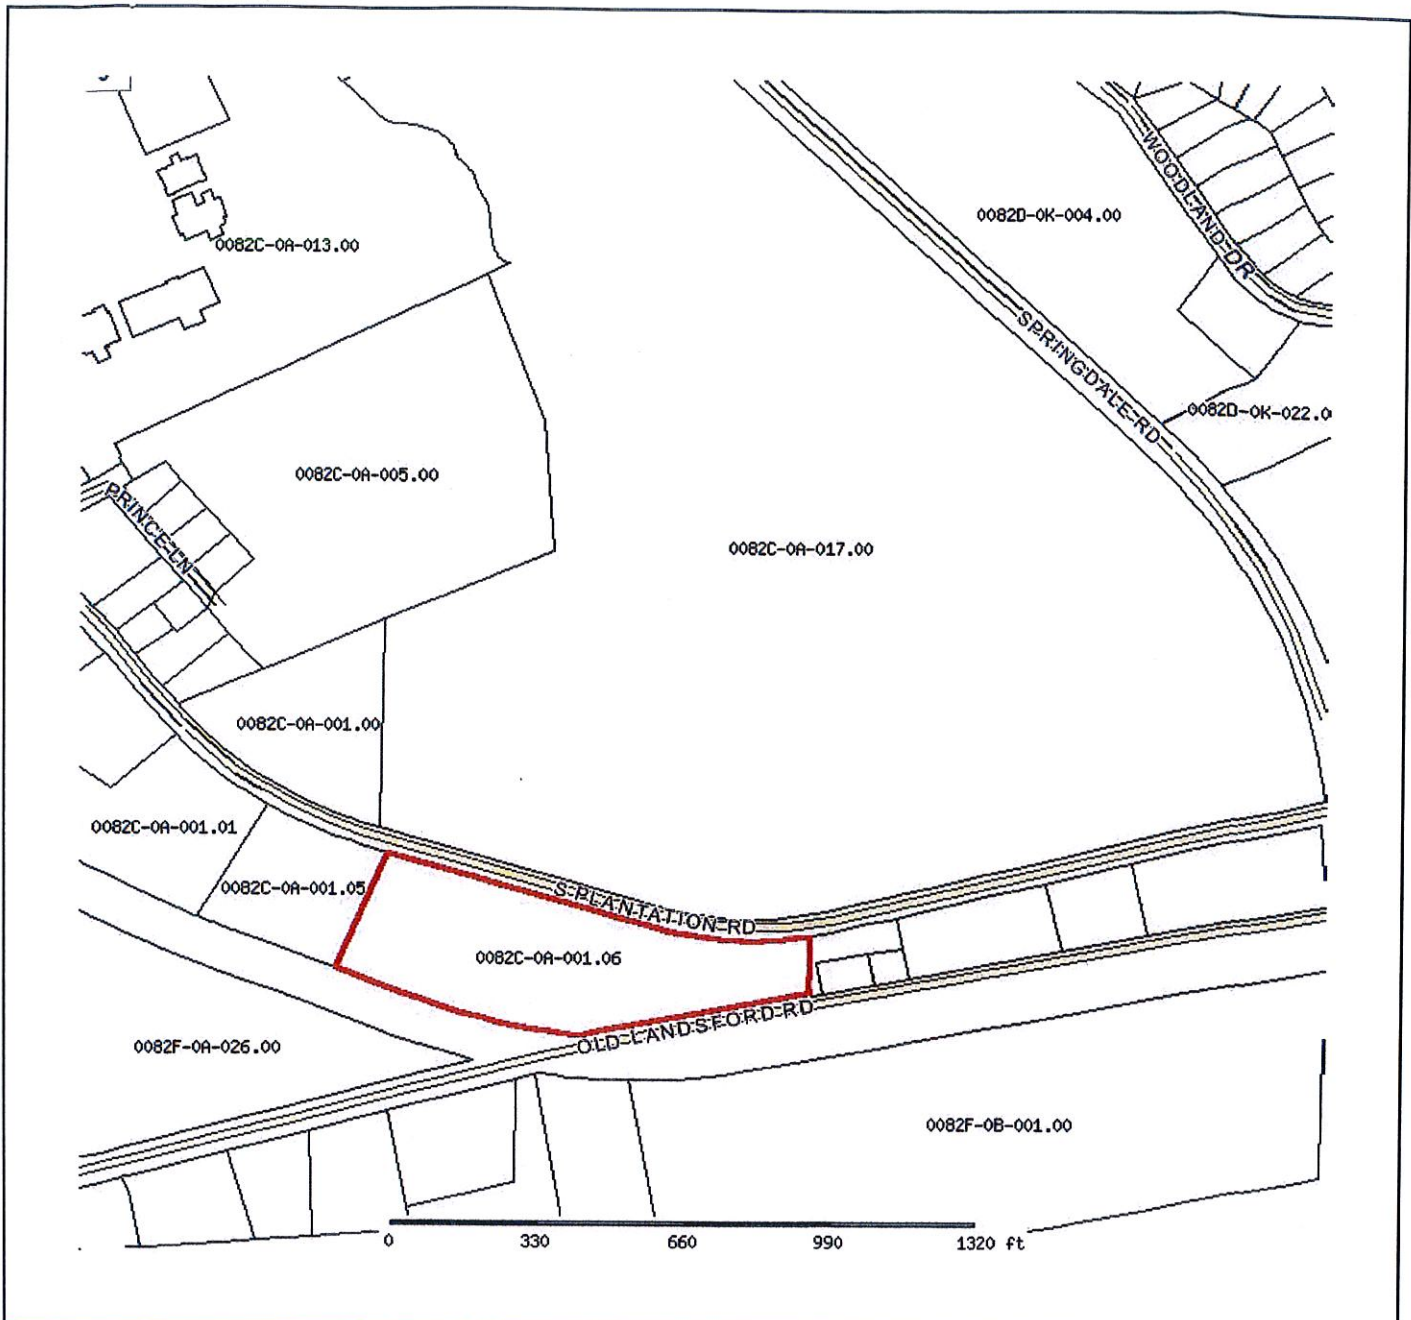 WOODLAND DR
0082D-0K-004.00
0082C-0A-013.00
SPRINGDALE RD
0082D-0K-022.0
0082C-0A-005.00
PRINCE LN
0082C-0A-017.00
0082C-0A-001.00
0082C-0A-001.01
0082C-0A-001.05
S PLANTATION RD
0082C-0A-001.06
OLD LANDSFORD RD
0082F-0A-026.00
0082F-0B-001.00
0 330 660 990 1320 ft